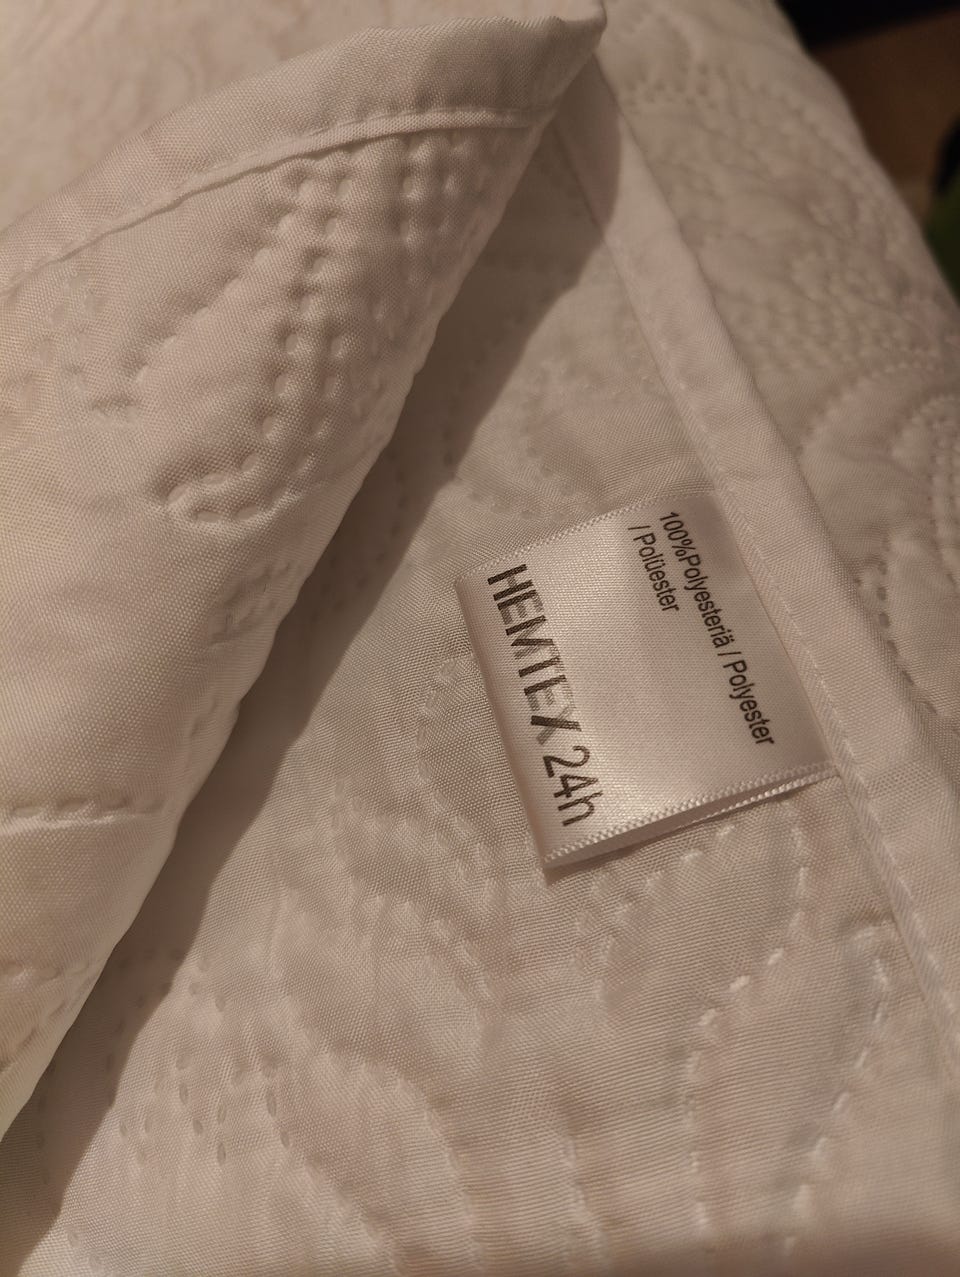 100%Polyesteriä / Polyester
/ Polüester
HEMTEX 24h